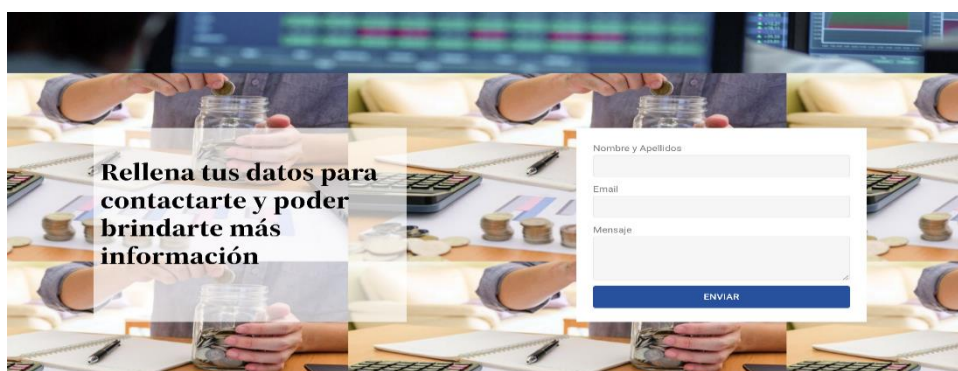 Rellena tus datos para
contactarte y poder
brindarte más
información
Nombre y Apellidos
Email
Mensaje
ENVIAR